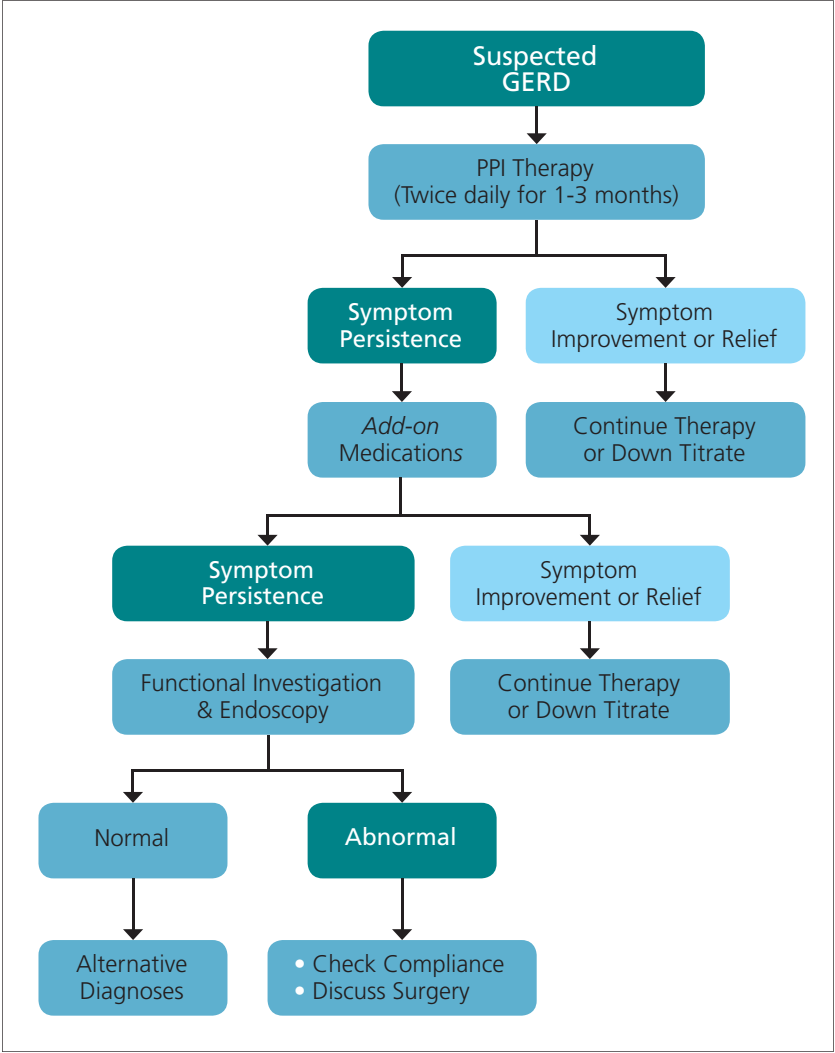 Suspected
GERD
PPI Therapy
(Twice daily for 1-3 months)
Symptom
Persistence
Symptom
Improvement or Relief
Add-on
Medications
Continue Therapy
or Down Titrate
Symptom
Persistence
Symptom
Improvement or Relief
Functional Investigation
& Endoscopy
Continue Therapy
or Down Titrate
Normal
Abnormal
Alternative
Diagnoses
• Check Compliance
• Discuss Surgery